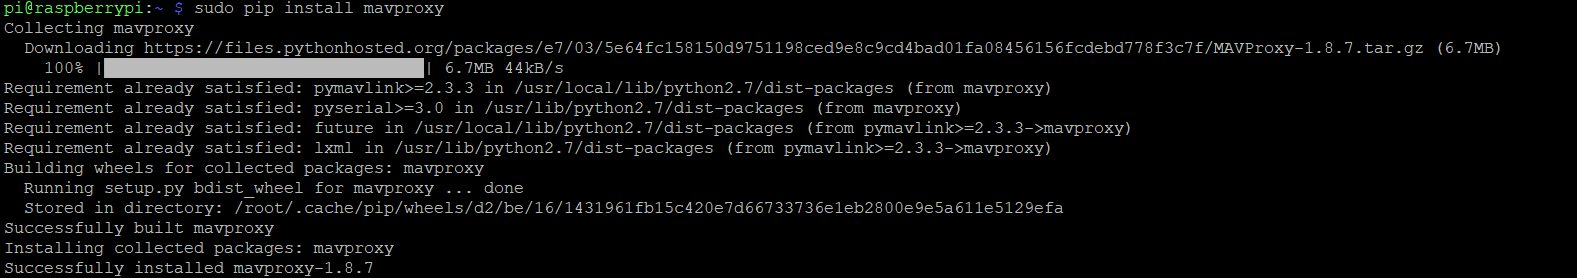 pi@raspberrypi:~ $ sudo pip install mavproxy
Collecting mavproxy
  Downloading https://files.pythonhosted.org/packages/e7/03/5e64fc158150d9751198ced9e8c9cd4bad01fa08456156fcdebd778f3c7f/MAVProxy-1.8.7.tar.gz (6.7MB)
    100% |████████████████████████████████| 6.7MB 44kB/s
Requirement already satisfied: pymavlink>=2.3.3 in /usr/local/lib/python2.7/dist-packages (from mavproxy)
Requirement already satisfied: pyserial>=3.0 in /usr/lib/python2.7/dist-packages (from mavproxy)
Requirement already satisfied: future in /usr/local/lib/python2.7/dist-packages (from pymavlink>=2.3.3->mavproxy)
Requirement already satisfied: lxml in /usr/lib/python2.7/dist-packages (from pymavlink>=2.3.3->mavproxy)
Building wheels for collected packages: mavproxy
  Running setup.py bdist_wheel for mavproxy ... done
  Stored in directory: /root/.cache/pip/wheels/d2/be/16/1431961fb15c420e7d66733736e1eb2800e9e5a611e5129efa
Successfully built mavproxy
Installing collected packages: mavproxy
Successfully installed mavproxy-1.8.7